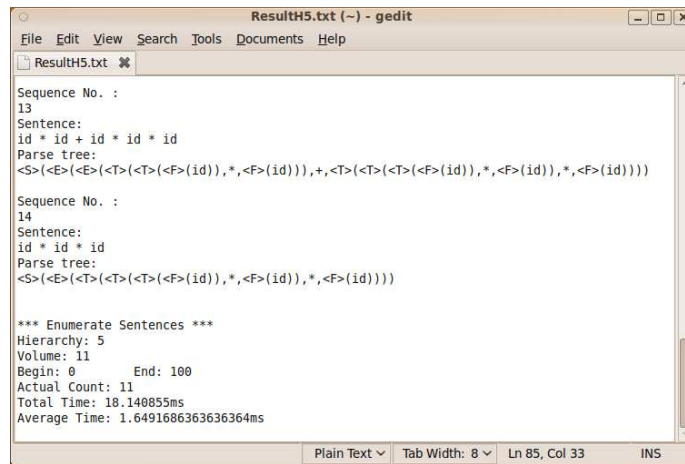 ResultH5.txt (~) - gedit
File Edit View Search Tools Documents Help
ResultH5.txt
Sequence No. :
13
Sentence:
id * id + id * id * id
Parse tree:
<S>(<E>(<E>(<T>(<T>(<F>(id)),*,<F>(id))),+,<T>(<T>(<T>(<F>(id)),*,<F>(id)),*,<F>(id))))
Sequence No. :
14
Sentence:
id * id * id
Parse tree:
<S>(<E>(<T>(<T>(<T>(<F>(id)),*,<F>(id)),*,<F>(id))))
*** Enumerate Sentences ***
Hierarchy: 5
Volume: 11
Begin: 0 End: 100
Actual Count: 11
Total Time: 18.140855ms
Average Time: 1.6491686363636364ms
Plain Text Tab Width: 8 Ln 85, Col 33 INS